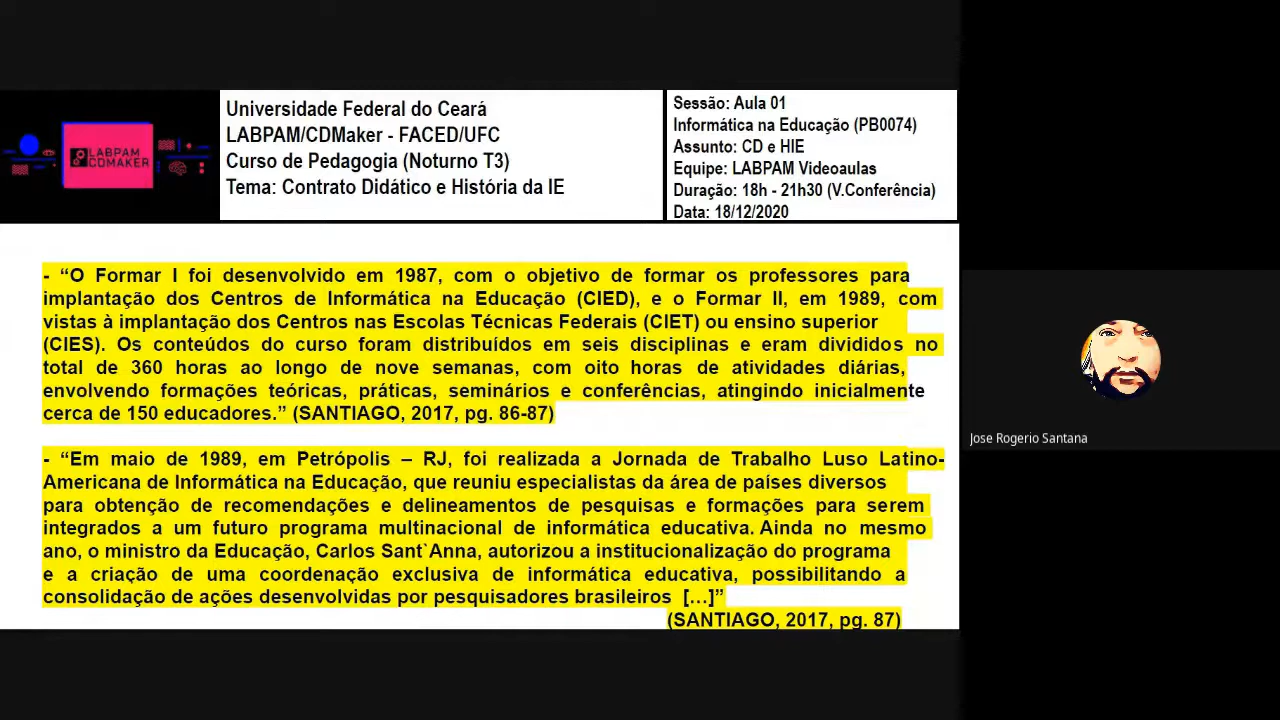 LABPAM
CDMAKER
Universidade Federal do Ceará
LABPAM/CDMaker - FACED/UFC
Curso de Pedagogia (Noturno T3)
Tema: Contrato Didático e História da IE
Sessão: Aula 01
Informática na Educação (PB0074)
Assunto: CD e HIE
Equipe: LABPAM Videoaulas
Duração: 18h - 21h30 (V.Conferência)
Data: 18/12/2020
- “O Formar I foi desenvolvido em 1987, com o objetivo de formar os professores para
implantação dos Centros de Informática na Educação (CIED), e o Formar II, em 1989, com
vistas à implantação dos Centros nas Escolas Técnicas Federais (CIET) ou ensino superior
(CIES). Os conteúdos do curso foram distribuídos em seis disciplinas e eram divididos no
total de 360 horas ao longo de nove semanas, com oito horas de atividades diárias,
envolvendo formações teóricas, práticas, seminários e conferências, atingindo inicialmente
cerca de 150 educadores.” (SANTIAGO, 2017, pg. 86-87)
- “Em maio de 1989, em Petrópolis – RJ, foi realizada a Jornada de Trabalho Luso Latino-
Americana de Informática na Educação, que reuniu especialistas da área de países diversos
para obtenção de recomendações e delineamentos de pesquisas e formações para serem
integrados a um futuro programa multinacional de informática educativa. Ainda no mesmo
ano, o ministro da Educação, Carlos Sant`Anna, autorizou a institucionalização do programa
e a criação de uma coordenação exclusiva de informática educativa, possibilitando a
consolidação de ações desenvolvidas por pesquisadores brasileiros [...]”
(SANTIAGO, 2017, pg. 87)
Jose Rogerio Santana